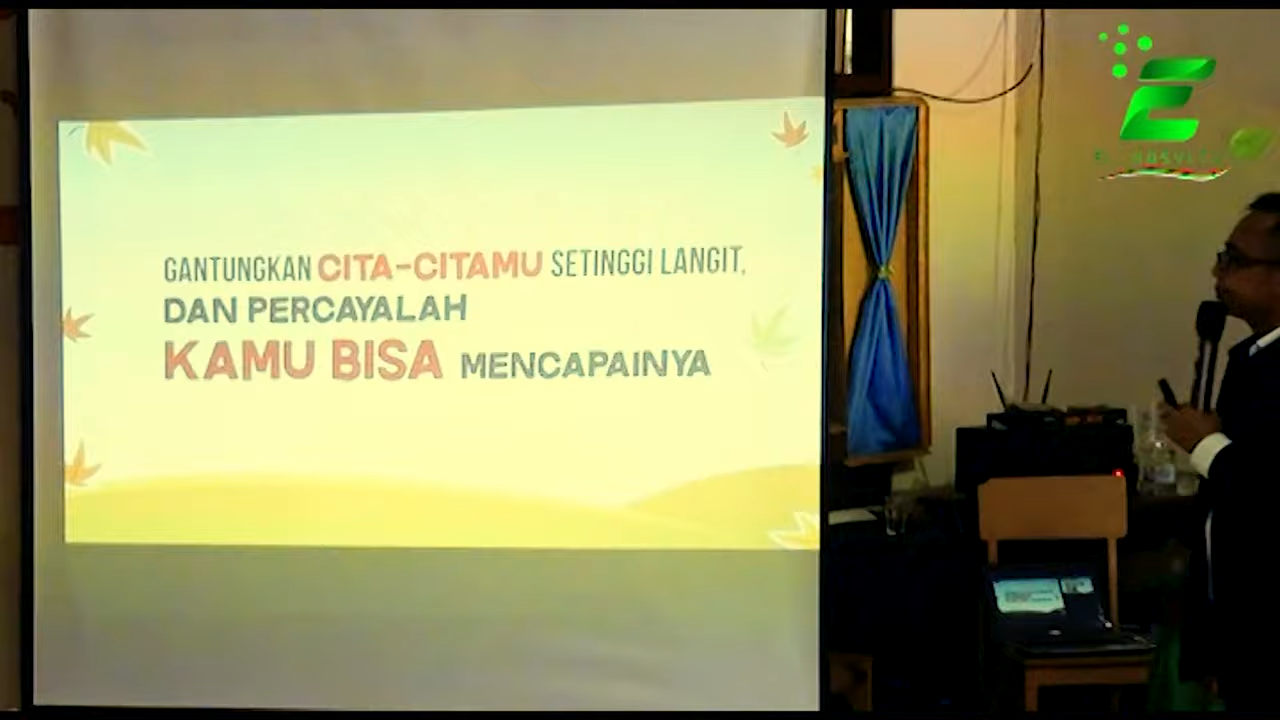 GANTUNGKAN CITA-CITAMU SETINGGI LANGIT,
DAN PERCAYALAH
KAMU BISA MENCAPAINYA